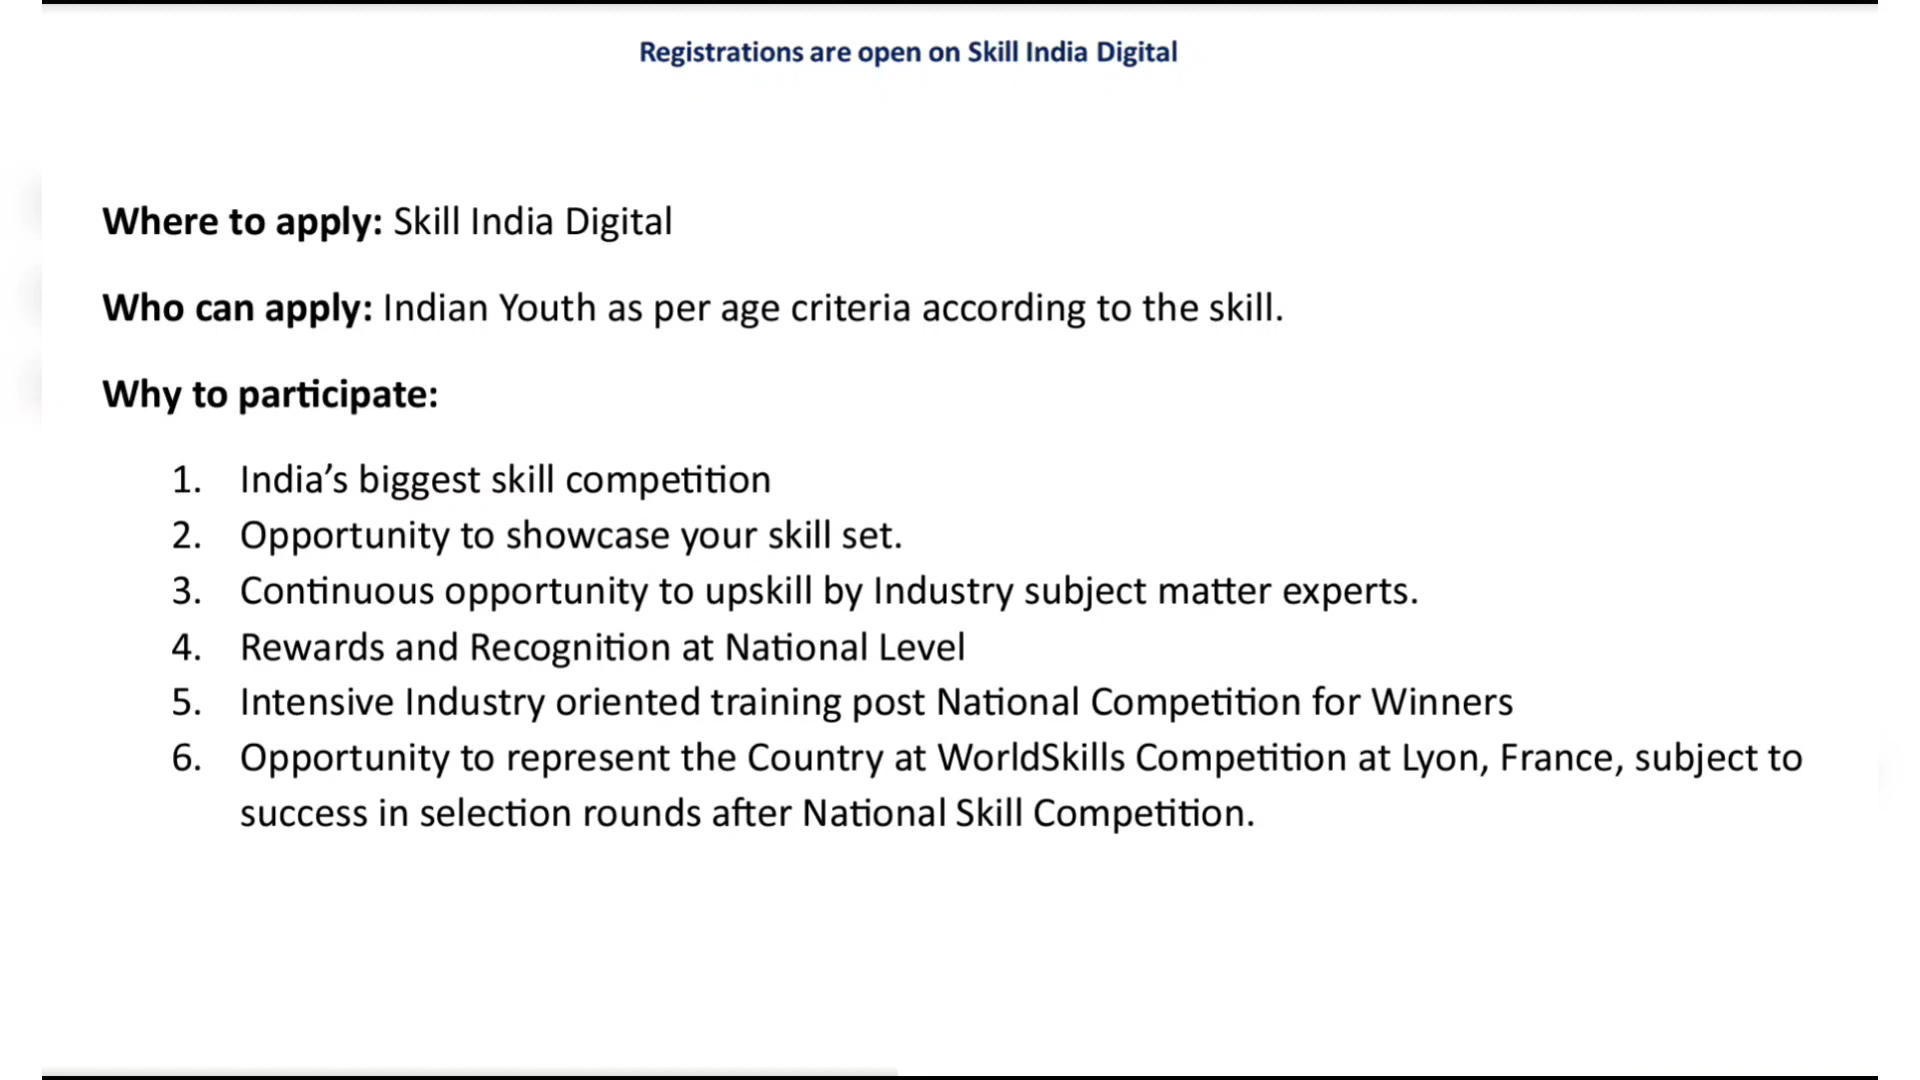 Registrations are open on Skill India Digital
Where to apply: Skill India Digital
Who can apply: Indian Youth as per age criteria according to the skill.
Why to participate:
1. India’s biggest skill competition
2. Opportunity to showcase your skill set.
3. Continuous opportunity to upskill by Industry subject matter experts.
4. Rewards and Recognition at National Level
5. Intensive Industry oriented training post National Competition for Winners
6. Opportunity to represent the Country at WorldSkills Competition at Lyon, France, subject to
success in selection rounds after National Skill Competition.